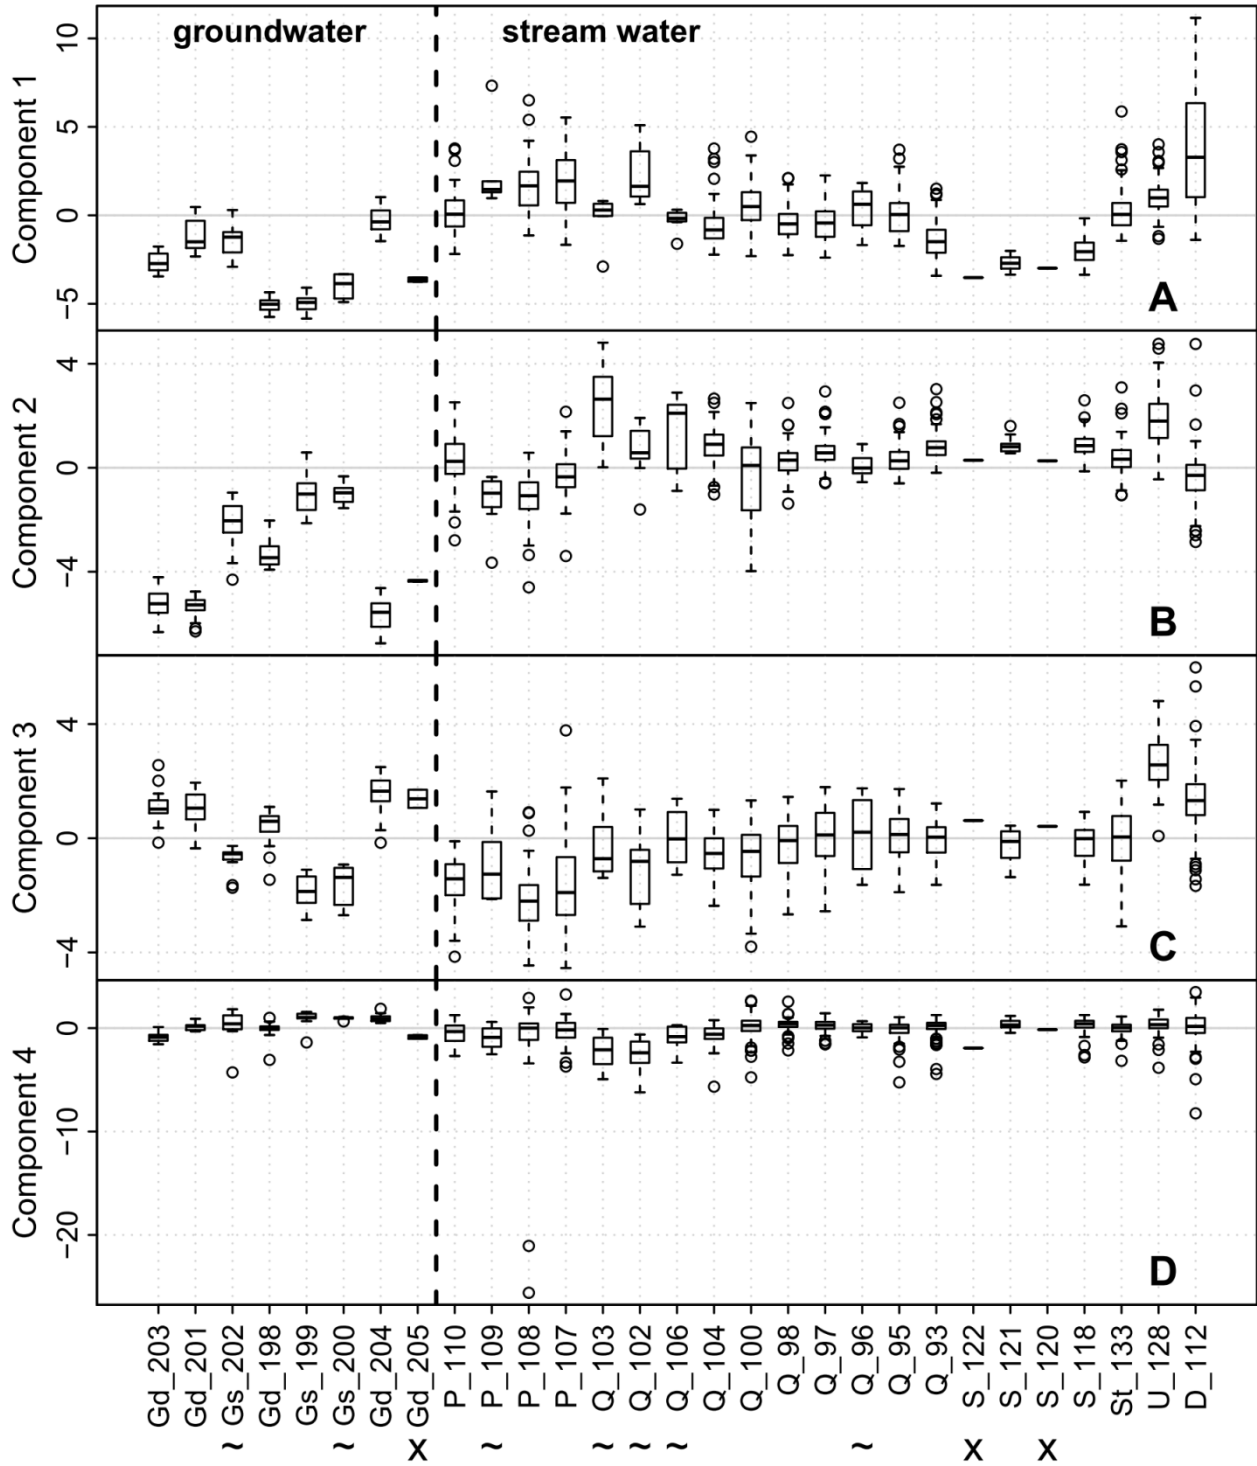 groundwater
stream water
Component 1
10
5
0
−5
A
Component 2
4
0
−4
B
Component 3
4
0
−4
C
Component 4
0
−10
−20
D
Gd_203
Gd_201
Gs_202
Gd_198
Gs_199
Gs_200
Gd_204
Gd_205
P_110
P_109
P_108
P_107
Q_103
Q_102
Q_106
Q_104
Q_100
Q_98
Q_97
Q_96
Q_95
Q_93
S_122
S_121
S_120
S_118
St_133
U_128
D_112
~ ~ x ~ ~ ~ ~ ~ x x